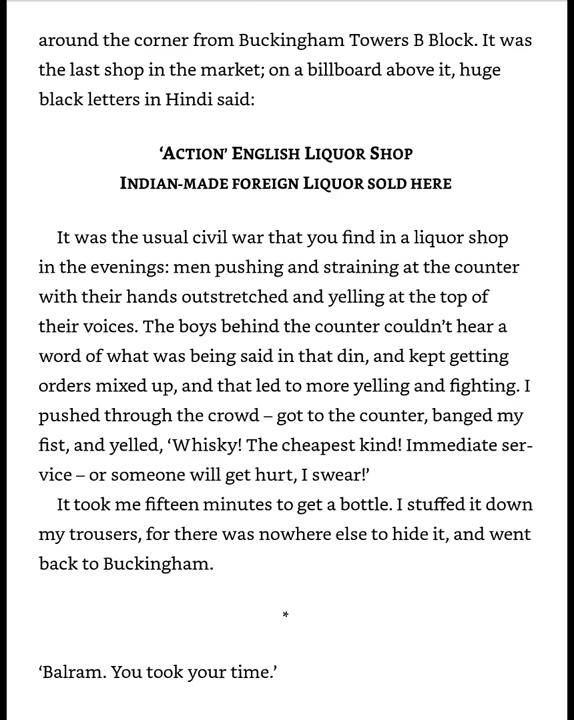 around the corner from Buckingham Towers B Block. It was
the last shop in the market; on a billboard above it, huge
black letters in Hindi said:
‘Action’ English Liquor Shop
Indian-made foreign Liquor sold here
It was the usual civil war that you find in a liquor shop
in the evenings: men pushing and straining at the counter
with their hands outstretched and yelling at the top of
their voices. The boys behind the counter couldn’t hear a
word of what was being said in that din, and kept getting
orders mixed up, and that led to more yelling and fighting. I
pushed through the crowd – got to the counter, banged my
fist, and yelled, ‘Whisky! The cheapest kind! Immediate ser-
vice – or someone will get hurt, I swear!’
It took me fifteen minutes to get a bottle. I stuffed it down
my trousers, for there was nowhere else to hide it, and went
back to Buckingham.
*
‘Balram. You took your time.’